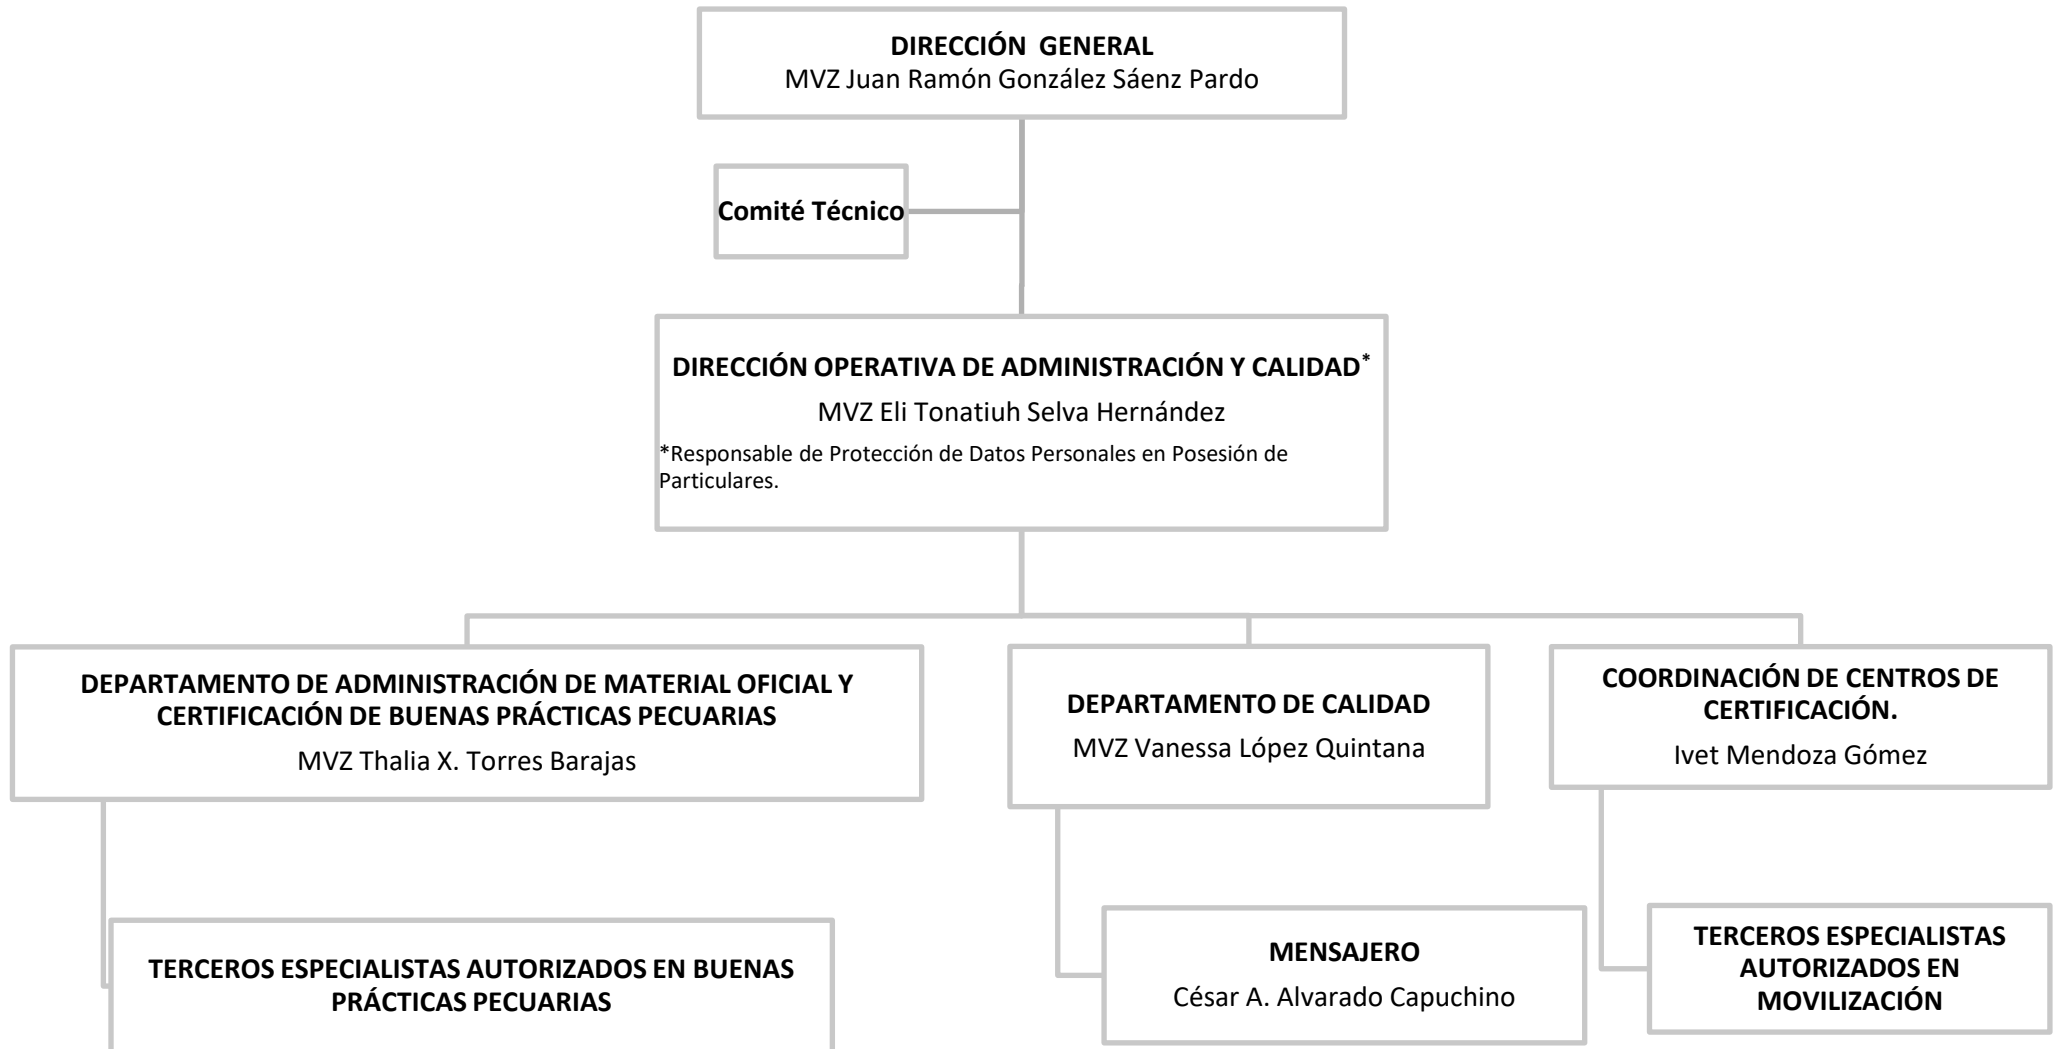 DIRECCIÓN GENERAL
MVZ Juan Ramón González Sáenz Pardo
Comité Técnico
DIRECCIÓN OPERATIVA DE ADMINISTRACIÓN Y CALIDAD*
MVZ Eli Tonatiuh Selva Hernández
*Responsable de Protección de Datos Personales en Posesión de
Particulares.
DEPARTAMENTO DE ADMINISTRACIÓN DE MATERIAL OFICIAL Y
CERTIFICACIÓN DE BUENAS PRÁCTICAS PECUARIAS
MVZ Thalia X. Torres Barajas
DEPARTAMENTO DE CALIDAD
MVZ Vanessa López Quintana
COORDINACIÓN DE CENTROS DE
CERTIFICACIÓN.
Ivet Mendoza Gómez
TERCEROS ESPECIALISTAS AUTORIZADOS EN BUENAS
PRÁCTICAS PECUARIAS
MENSAJERO
César A. Alvarado Capuchino
TERCEROS ESPECIALISTAS
AUTORIZADOS EN
MOVILIZACIÓN